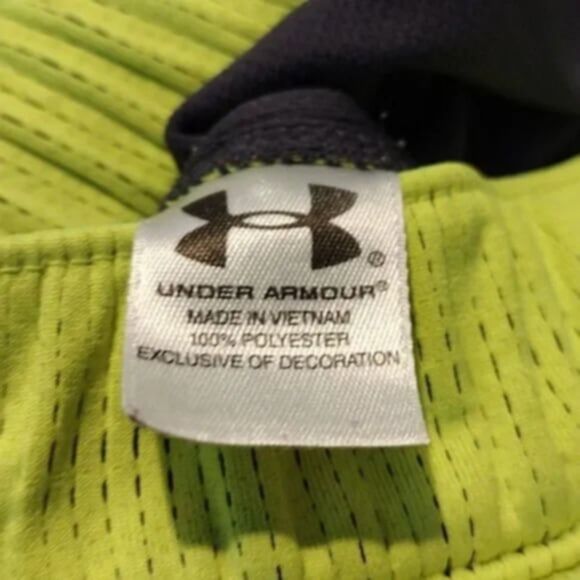 ®
UNDER ARMOUR®
MADE IN VIETNAM
100% POLYESTER
EXCLUSIVE OF DECORATION